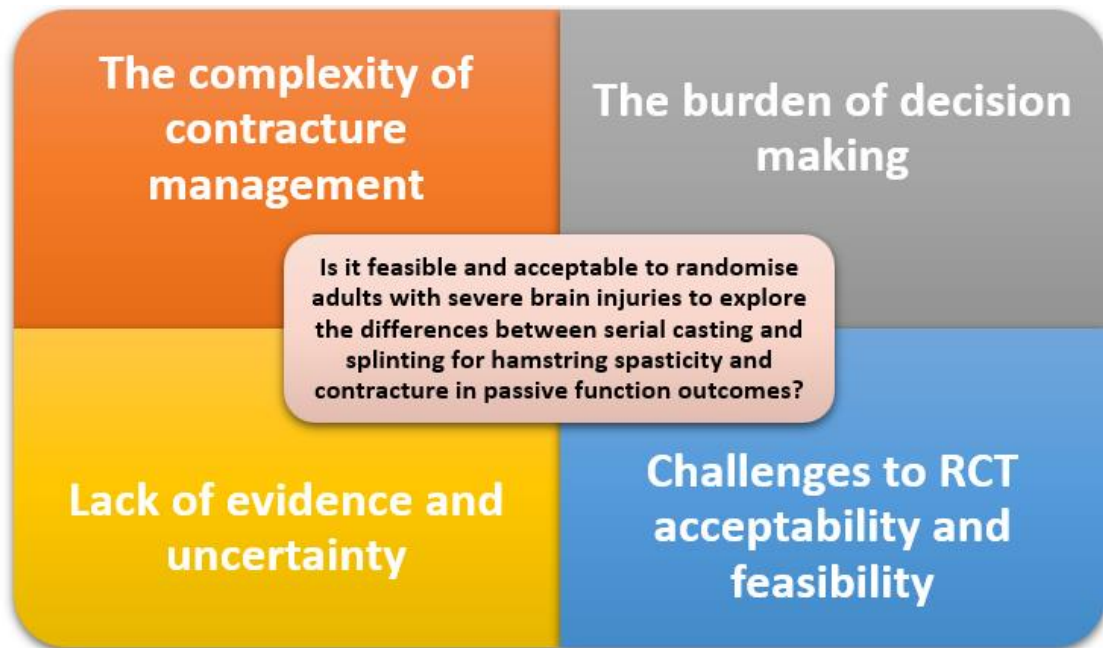 The complexity of
contracture
management
The burden of decision
making
Is it feasible and acceptable to randomise
adults with severe brain injuries to explore
the differences between serial casting and
splinting for hamstring spasticity and
contracture in passive function outcomes?
Lack of evidence and
uncertainty
Challenges to RCT
acceptability and
feasibility